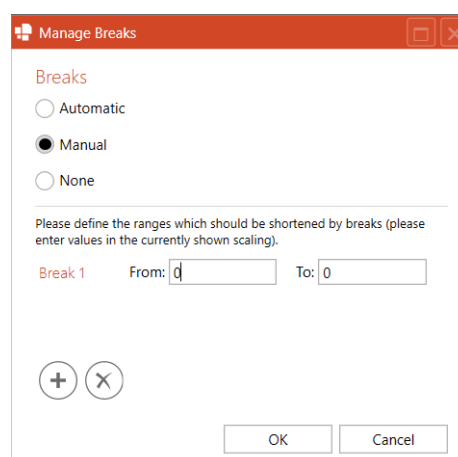 Manage Breaks
Breaks
Automatic
Manual
None
Please define the ranges which should be shortened by breaks (please
enter values in the currently shown scaling).
Break 1 From: 0 To: 0
OK Cancel